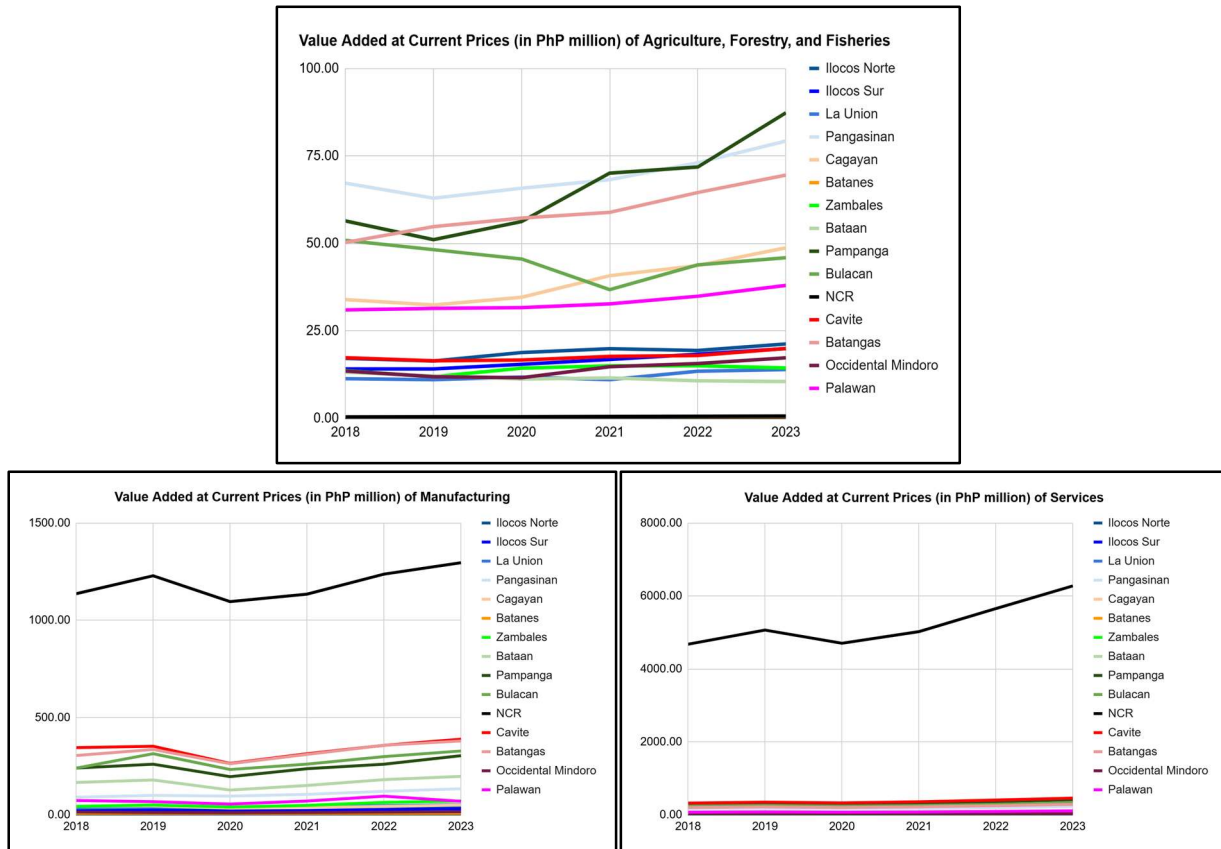 Value Added at Current Prices (in PhP million) of Agriculture, Forestry, and Fisheries
100.00
75.00
50.00
25.00
0.00
2018 2019 2020 2021 2022 2023
Ilocos Norte
Ilocos Sur
La Union
Pangasinan
Cagayan
Batanes
Zambales
Bataan
Pampanga
Bulacan
NCR
Cavite
Batangas
Occidental Mindoro
Palawan
Value Added at Current Prices (in PhP million) of Manufacturing
1500.00
1000.00
500.00
0.00
2018 2019 2020 2021 2022 2023
Ilocos Norte
Ilocos Sur
La Union
Pangasinan
Cagayan
Batanes
Zambales
Bataan
Pampanga
Bulacan
NCR
Cavite
Batangas
Occidental Mindoro
Palawan
Value Added at Current Prices (in PhP million) of Services
8000.00
6000.00
4000.00
2000.00
0.00
2018 2019 2020 2021 2022 2023
Ilocos Norte
Ilocos Sur
La Union
Pangasinan
Cagayan
Batanes
Zambales
Bataan
Pampanga
Bulacan
NCR
Cavite
Batangas
Occidental Mindoro
Palawan